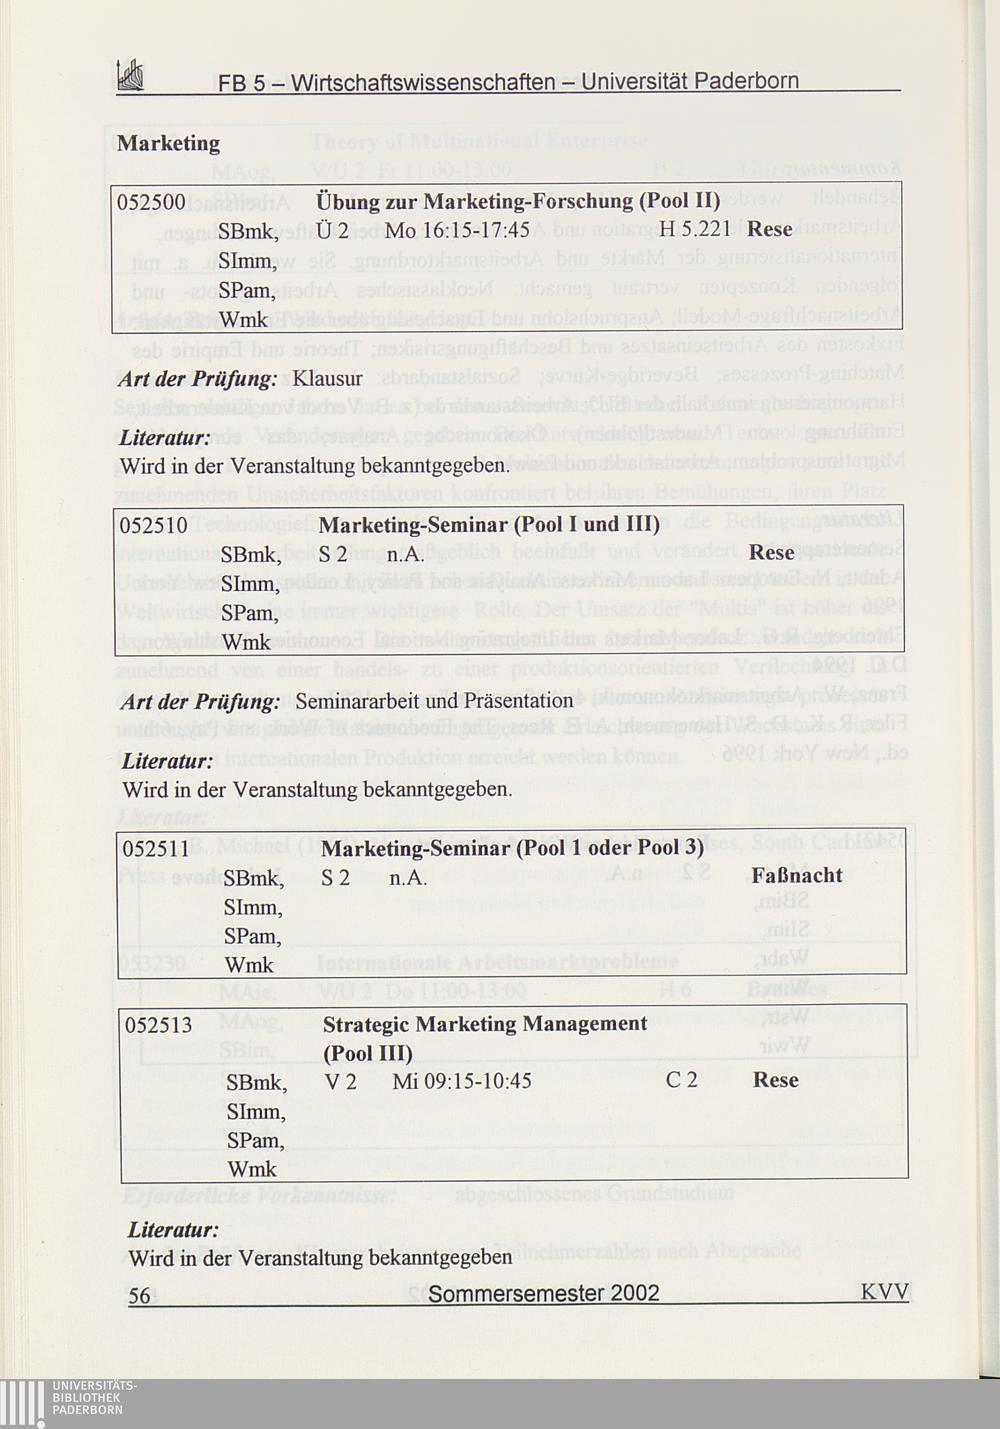 FB 5 – Wirtschaftswissenschaften – Universität Paderborn
Marketing
052500 Übung zur Marketing-Forschung (Pool II)
SBmk, Ü 2 Mo 16:15-17:45 H 5.221 Rese
SImm,
SPam,
Wmk
Art der Prüfung: Klausur
Literatur:
Wird in der Veranstaltung bekanntgegeben.
052510 Marketing-Seminar (Pool I und III)
SBmk, S 2 n.A. Rese
SImm,
SPam,
Wmk
Art der Prüfung: Seminararbeit und Präsentation
Literatur:
Wird in der Veranstaltung bekanntgegeben.
052511 Marketing-Seminar (Pool 1 oder Pool 3)
SBmk, S 2 n.A. Faßnacht
SImm,
SPam,
Wmk
052513 Strategic Marketing Management
(Pool III)
SBmk, V 2 Mi 09:15-10:45 C 2 Rese
SImm,
SPam,
Wmk
Literatur:
Wird in der Veranstaltung bekanntgegeben
56 Sommersemester 2002 KVV
UNIVERSITÄTS-
BIBLIOTHEK
PADERBORN